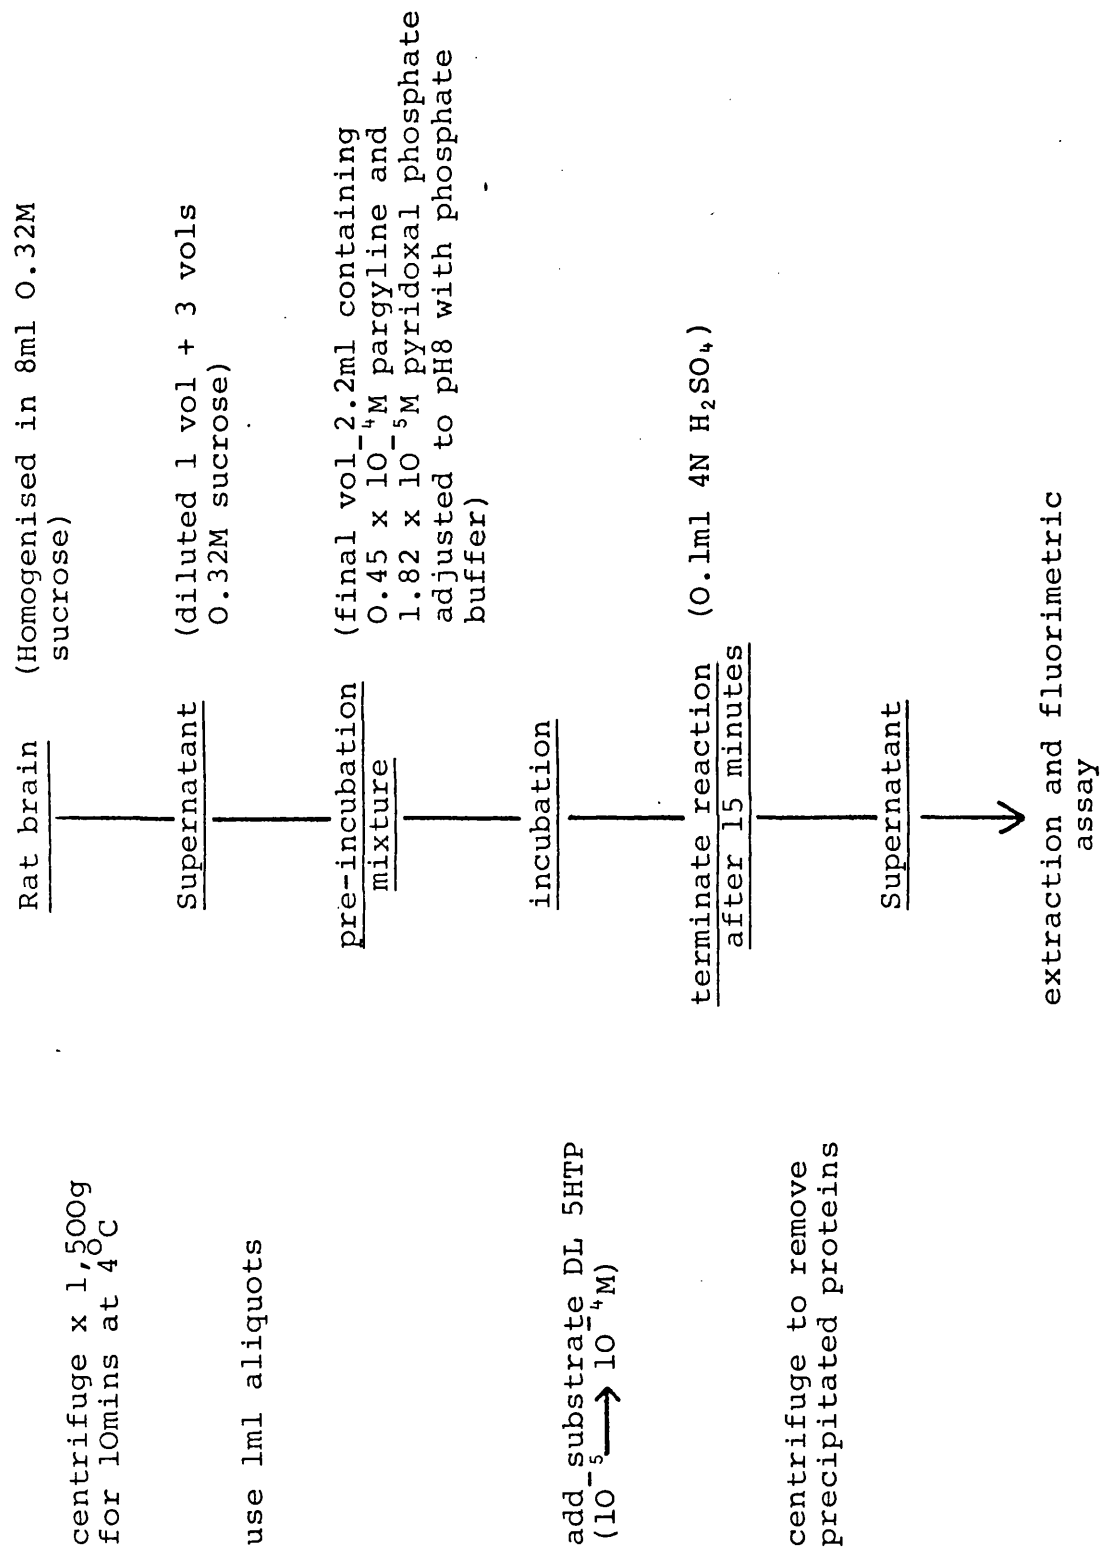 Rat brain (Homogenised in 8ml 0.32M
sucrose)
centrifuge x 1,500g
for 10mins at 4°C
Supernatant (diluted 1 vol + 3 vols
0.32M sucrose)
use 1ml aliquots
pre-incubation (final vol 2.2ml containing
mixture 0.45 x 10⁻⁴M pargyline and
1.82 x 10⁻⁵M pyridoxal phosphate
adjusted to pH8 with phosphate
buffer)
incubation
add substrate DL 5HTP
(10⁻⁵ → 10⁻⁴M)
terminate reaction (0.1ml 4N H₂SO₄)
after 15 minutes
centrifuge to remove
precipitated proteins
Supernatant
extraction and fluorimetric
assay